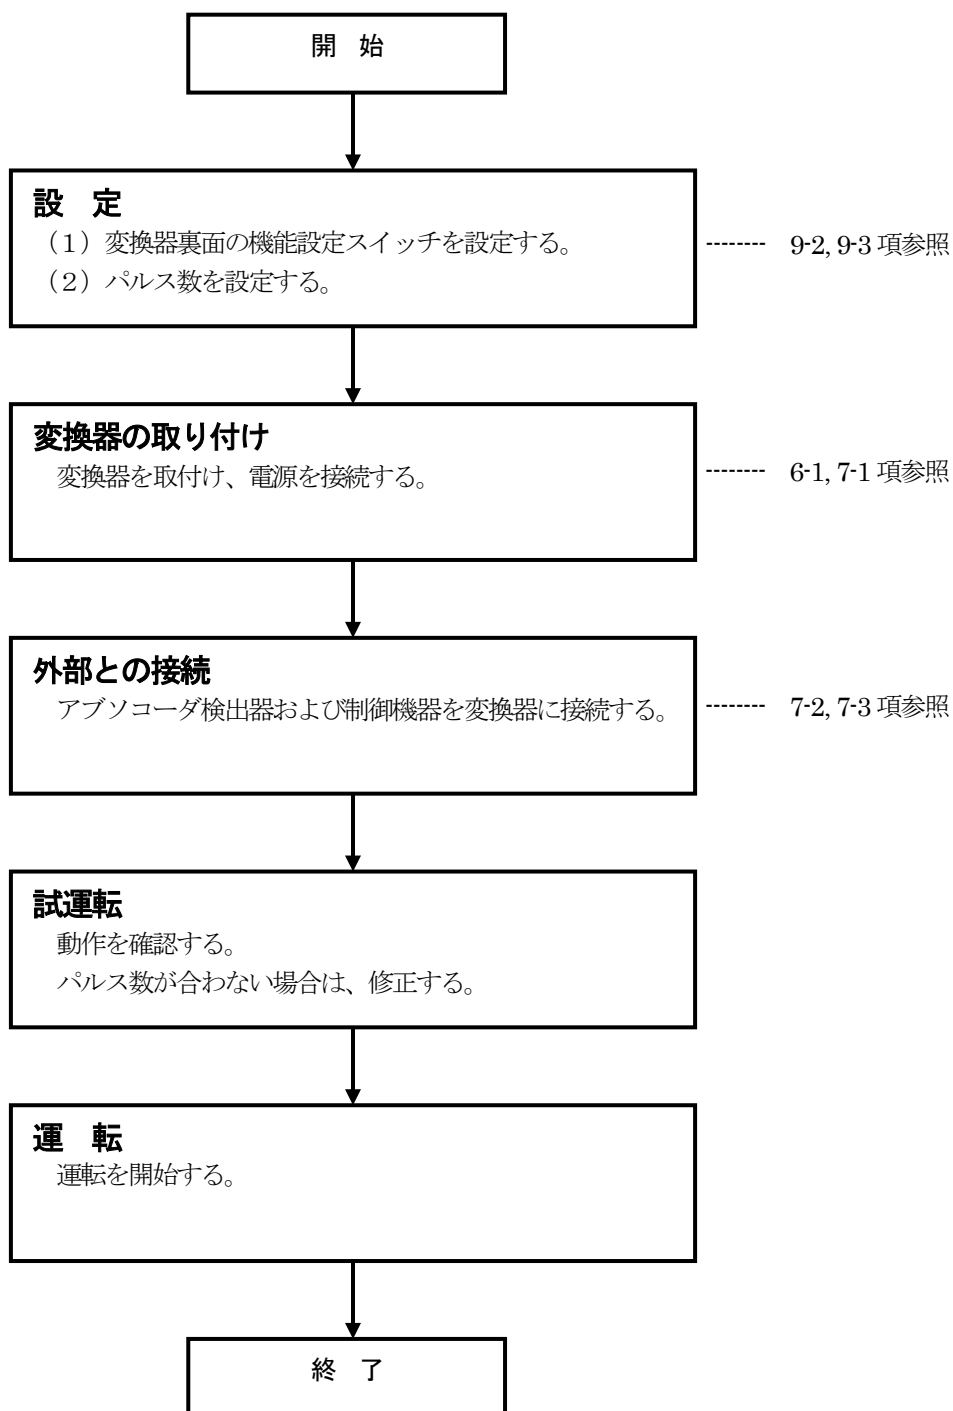 開　始
設　定
（１）変換器裏面の機能設定スイッチを設定する。
-------- 9-2, 9-3 項参照
（２）パルス数を設定する。
変換器の取り付け
変換器を取付け、電源を接続する。
-------- 6-1, 7-1 項参照
外部との接続
アブソコーダ検出器および制御機器を変換器に接続する。
-------- 7-2, 7-3 項参照
試運転
動作を確認する。
パルス数が合わない場合は、修正する。
運　転
運転を開始する。
終　了